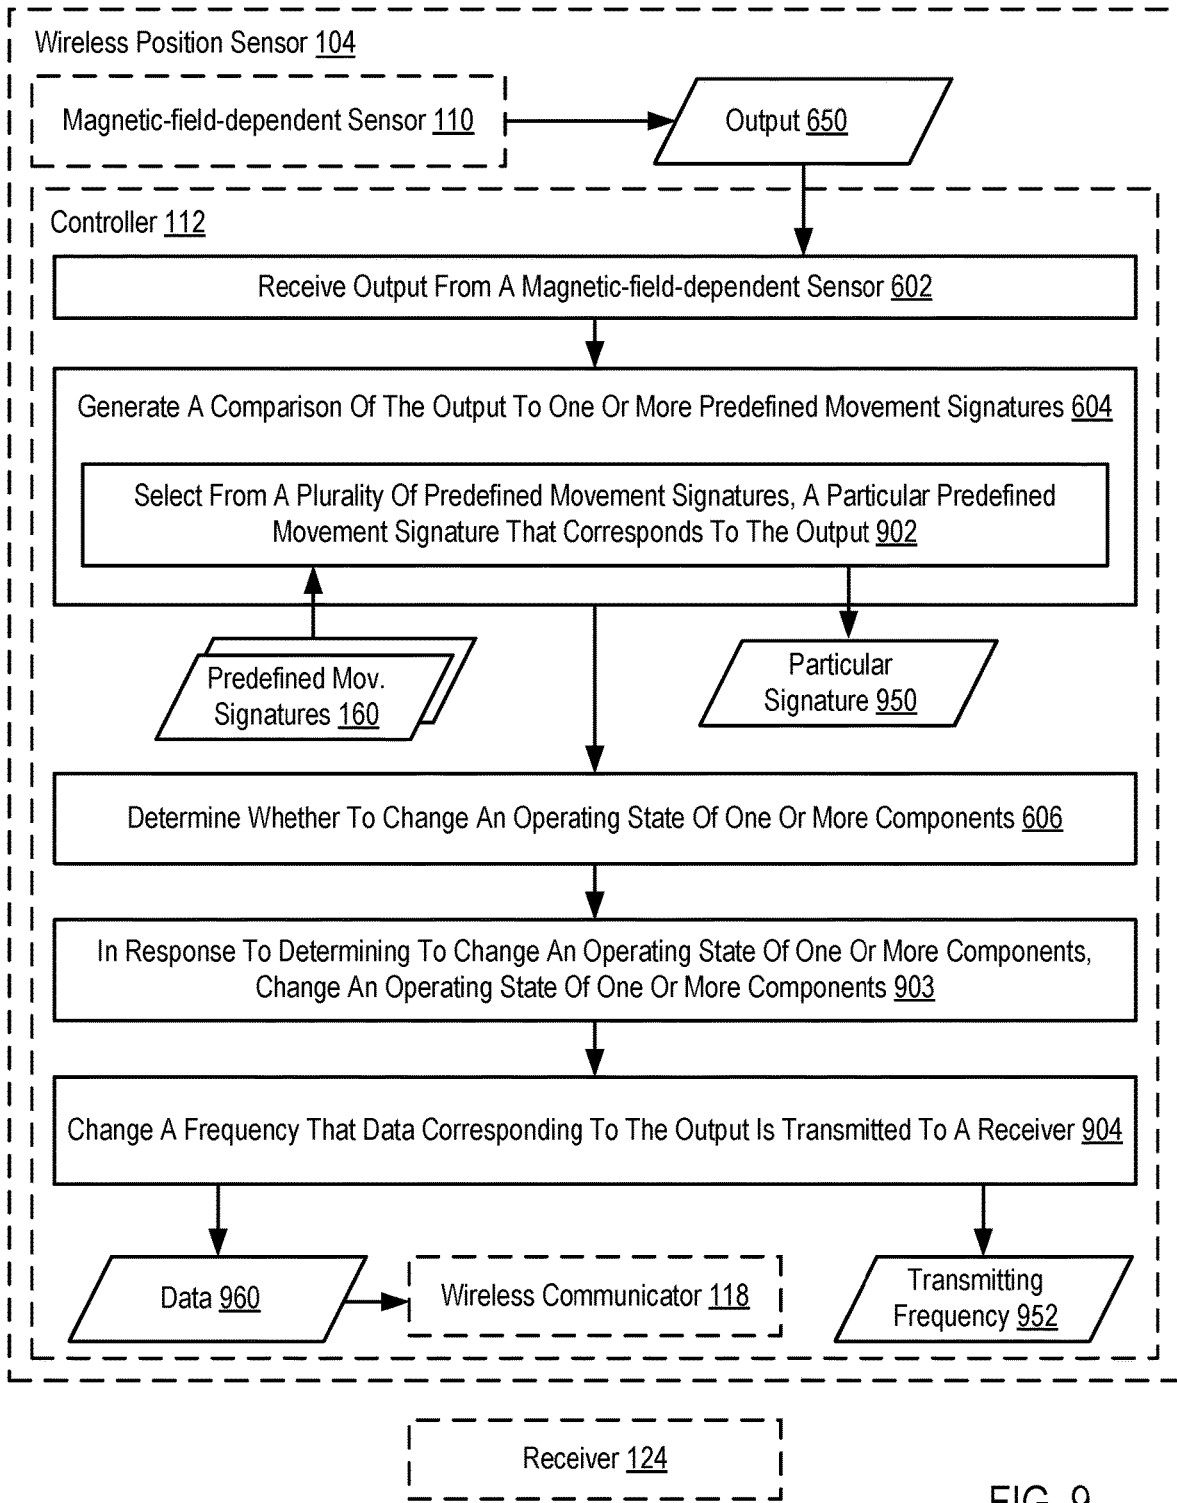 Wireless Position Sensor 104
Magnetic-field-dependent Sensor 110
Output 650
Controller 112
Receive Output From A Magnetic-field-dependent Sensor 602
Generate A Comparison Of The Output To One Or More Predefined Movement Signatures 604
Select From A Plurality Of Predefined Movement Signatures, A Particular Predefined
Movement Signature That Corresponds To The Output 902
Predefined Mov.
Signatures 160
Particular
Signature 950
Determine Whether To Change An Operating State Of One Or More Components 606
In Response To Determining To Change An Operating State Of One Or More Components,
Change An Operating State Of One Or More Components 903
Change A Frequency That Data Corresponding To The Output Is Transmitted To A Receiver 904
Data 960
Wireless Communicator 118
Transmitting
Frequency 952
Receiver 124
FIG. 9